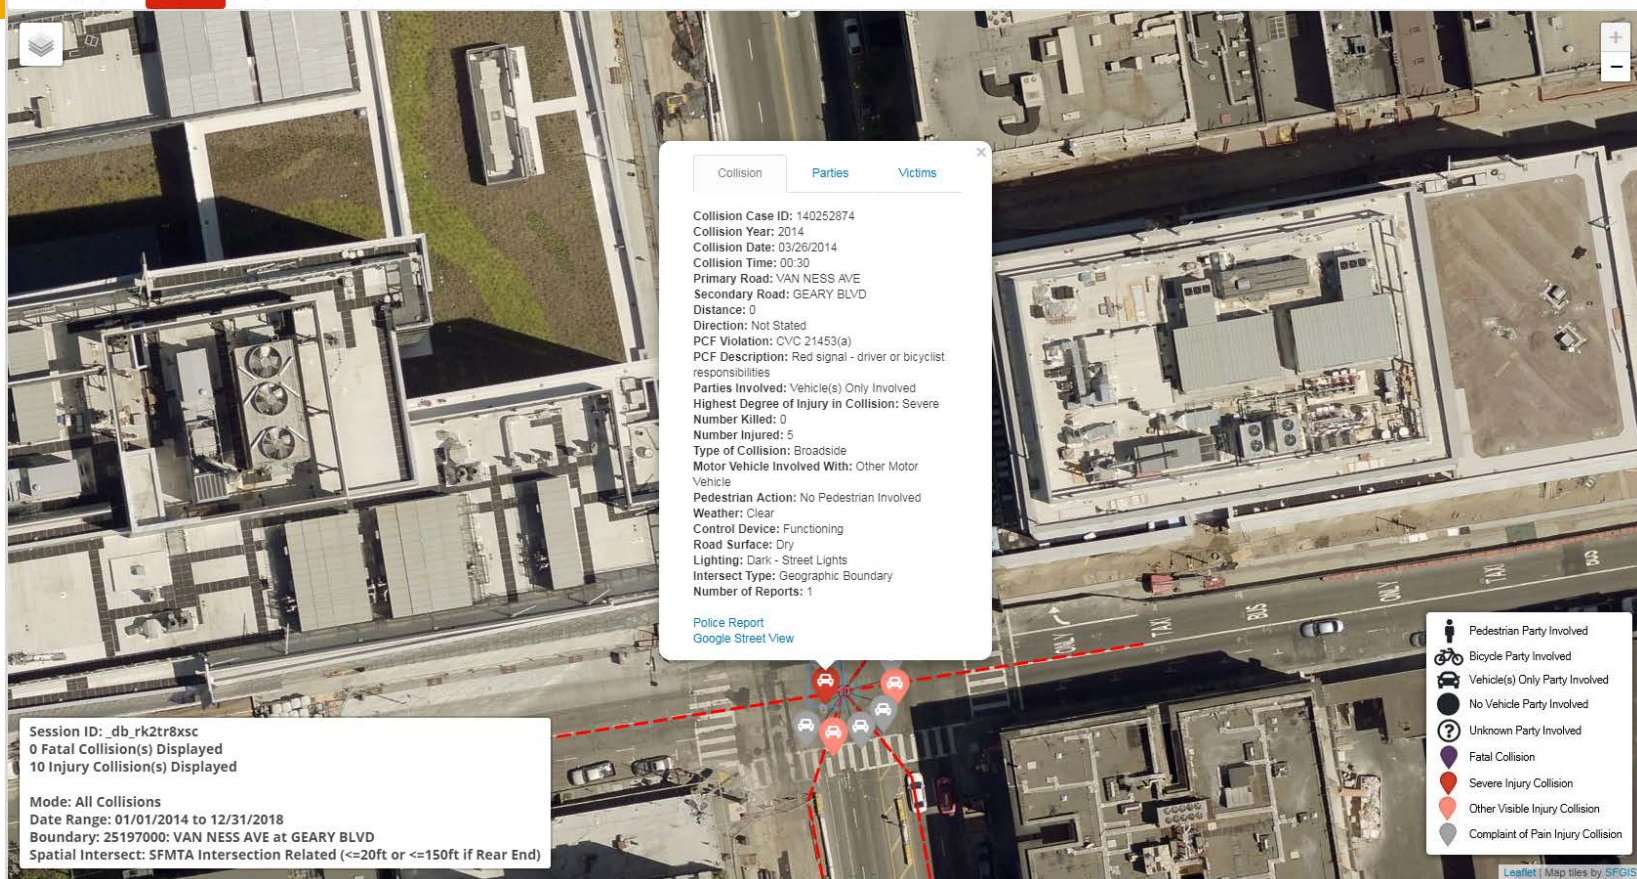 +
−
×
Collision Parties Victims
Collision Case ID: 140252874
Collision Year: 2014
Collision Date: 03/26/2014
Collision Time: 00:30
Primary Road: VAN NESS AVE
Secondary Road: GEARY BLVD
Distance: 0
Direction: Not Stated
PCF Violation: CVC 21453(a)
PCF Description: Red signal - driver or bicyclist
responsibilities
Parties Involved: Vehicle(s) Only Involved
Highest Degree of Injury in Collision: Severe
Number Killed: 0
Number Injured: 5
Type of Collision: Broadside
Motor Vehicle Involved With: Other Motor
Vehicle
Pedestrian Action: No Pedestrian Involved
Weather: Clear
Control Device: Functioning
Road Surface: Dry
Lighting: Dark - Street Lights
Intersect Type: Geographic Boundary
Number of Reports: 1
Police Report
Google Street View
ONLY TAXI BUS ONLY TAXI BUS
Session ID: _db_rk2tr8xsc
0 Fatal Collision(s) Displayed
10 Injury Collision(s) Displayed
Mode: All Collisions
Date Range: 01/01/2014 to 12/31/2018
Boundary: 25197000: VAN NESS AVE at GEARY BLVD
Spatial Intersect: SFMTA Intersection Related (<=20ft or <=150ft if Rear End)
Pedestrian Party Involved
Bicycle Party Involved
Vehicle(s) Only Party Involved
No Vehicle Party Involved
? Unknown Party Involved
Fatal Collision
Severe Injury Collision
Other Visible Injury Collision
Complaint of Pain Injury Collision
Leaflet | Map tiles by SFGIS